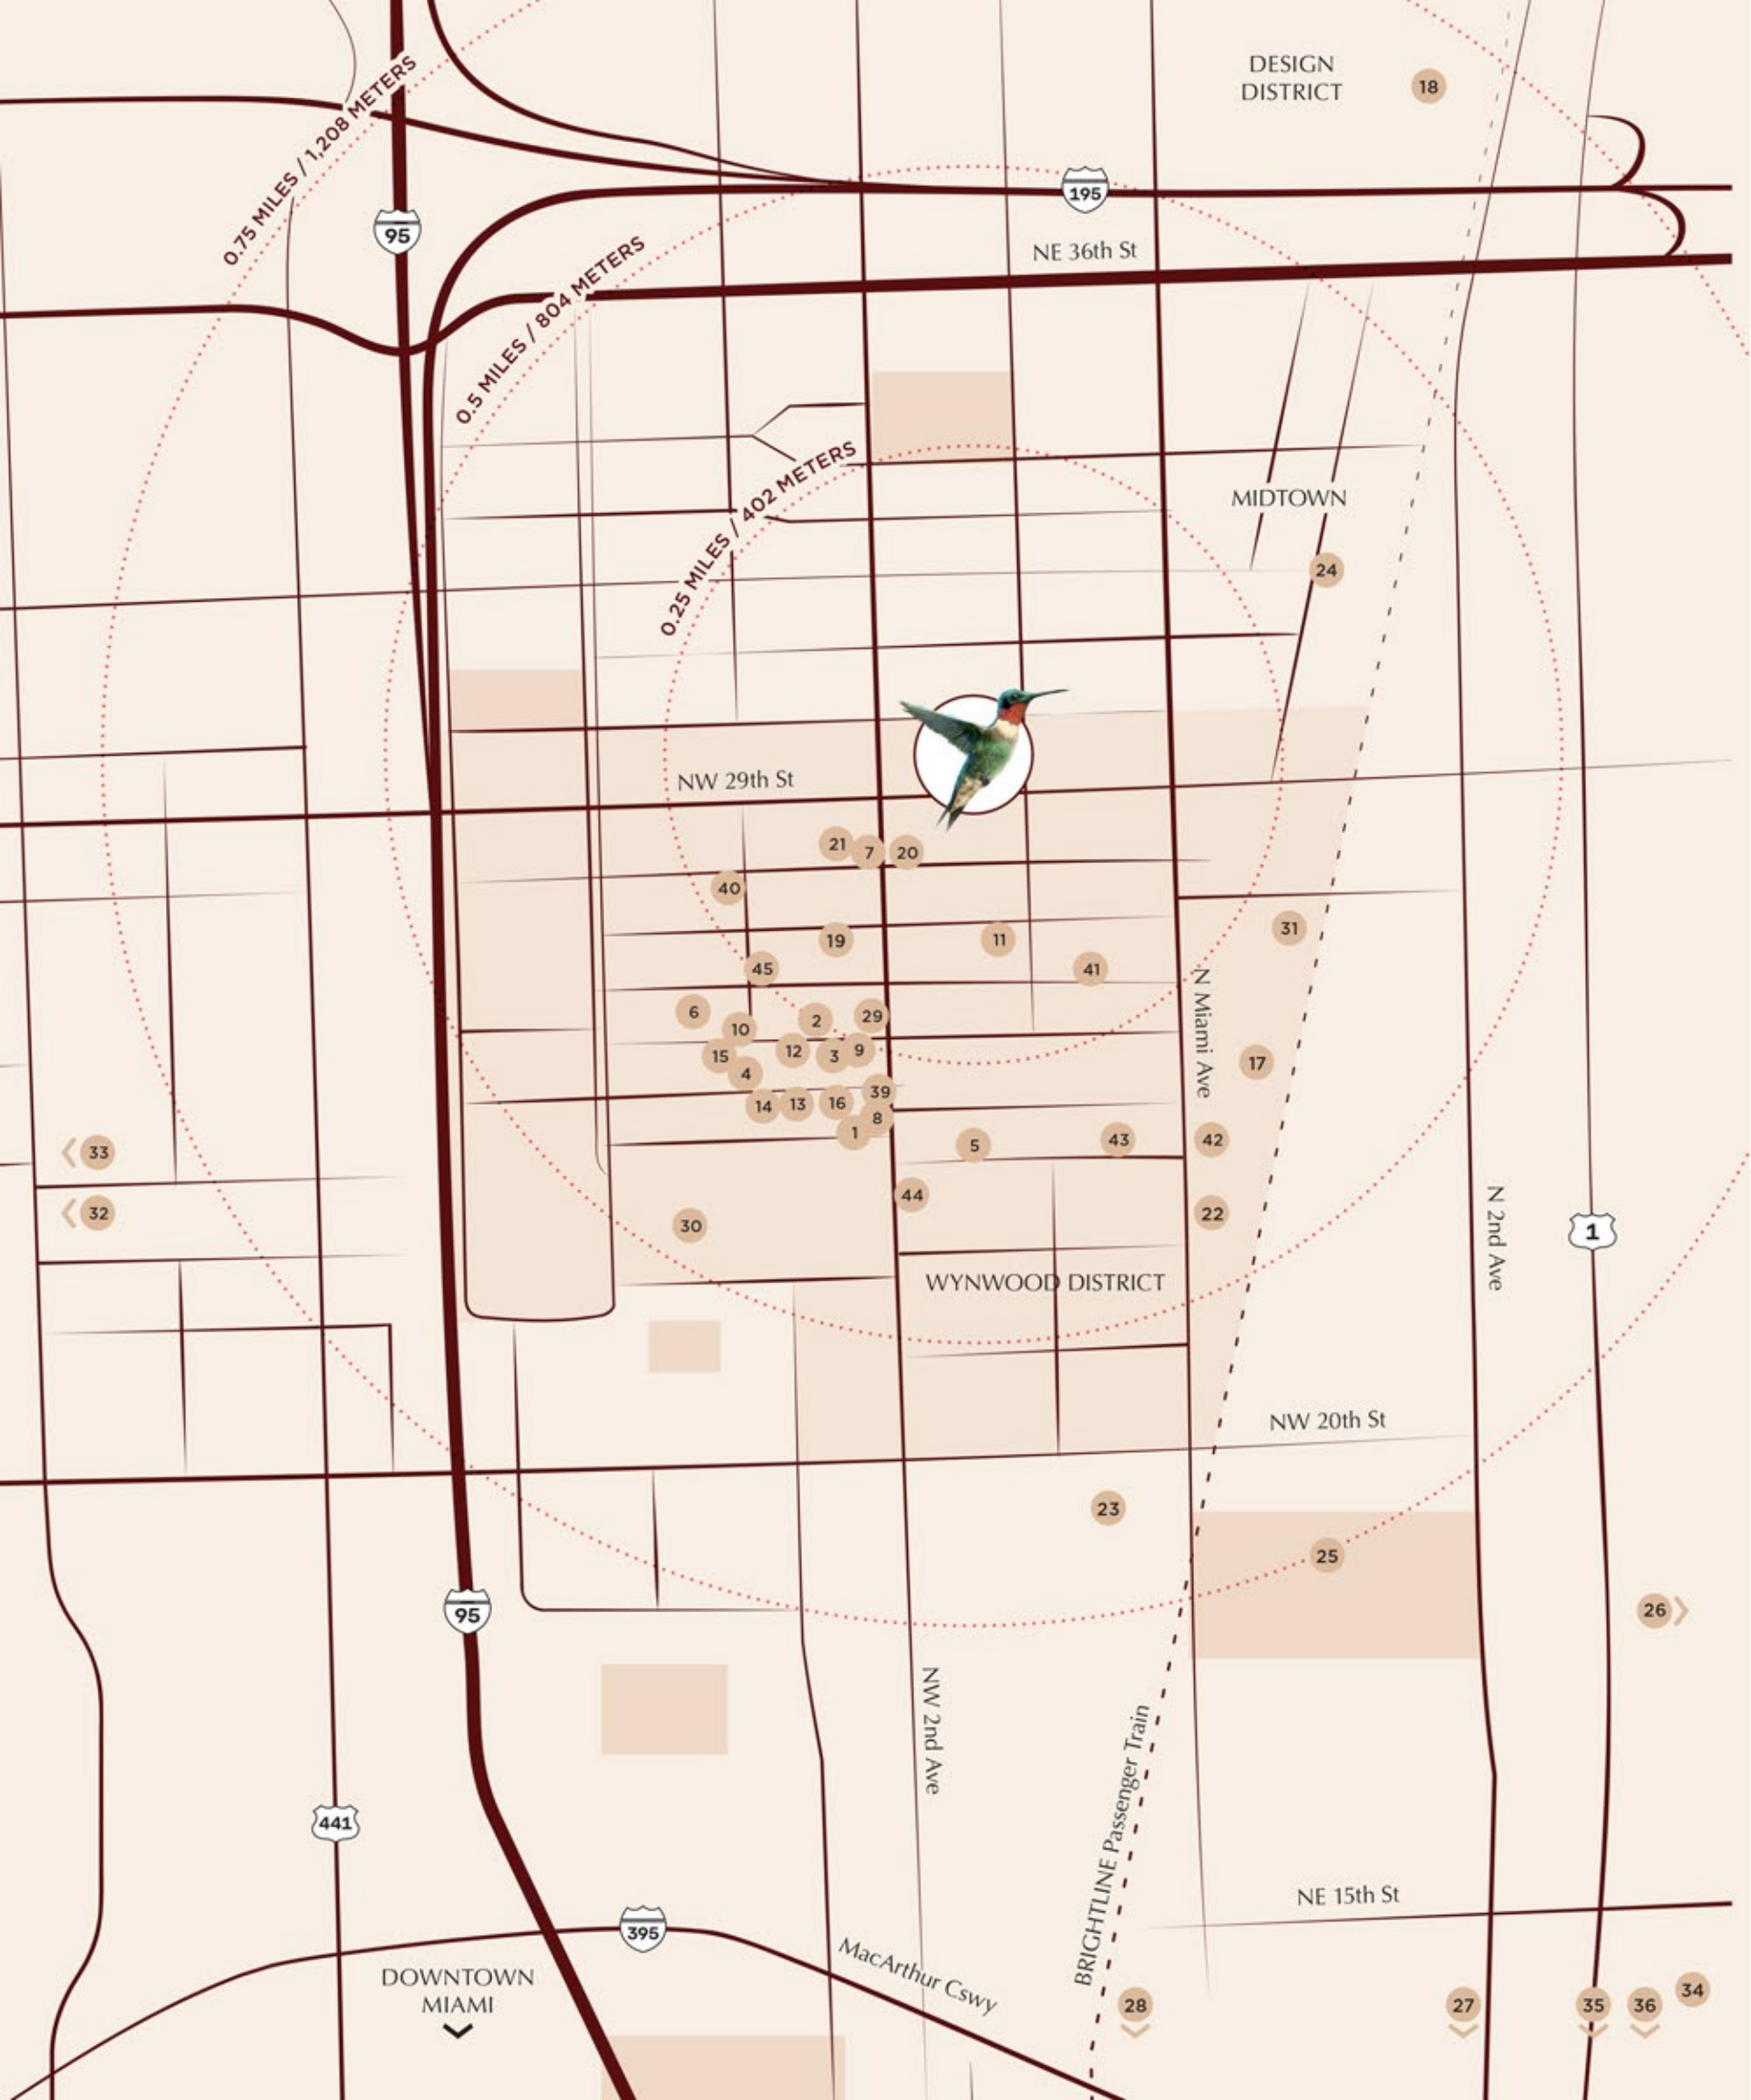 DESIGN
DISTRICT
18
0.75 MILES / 1,208 METERS
195
95
NE 36th St
0.5 MILES / 804 METERS
0.25 MILES / 402 METERS
MIDTOWN
24
NW 29th St
21
7
20
40
31
19
11
45
41
N Miami Ave
6
2
29
10
12
3
9
15
17
4
39
14
13
16
8
1
33
5
43
42
44
32
22
30
N 2nd Ave
1
WYNWOOD DISTRICT
NW 20th St
23
25
95
26
NW 2nd Ave
BRIGHTLINE Passenger Train
441
NE 15th St
395
MacArthur Cswy
DOWNTOWN
MIAMI
28
27
35
36
34